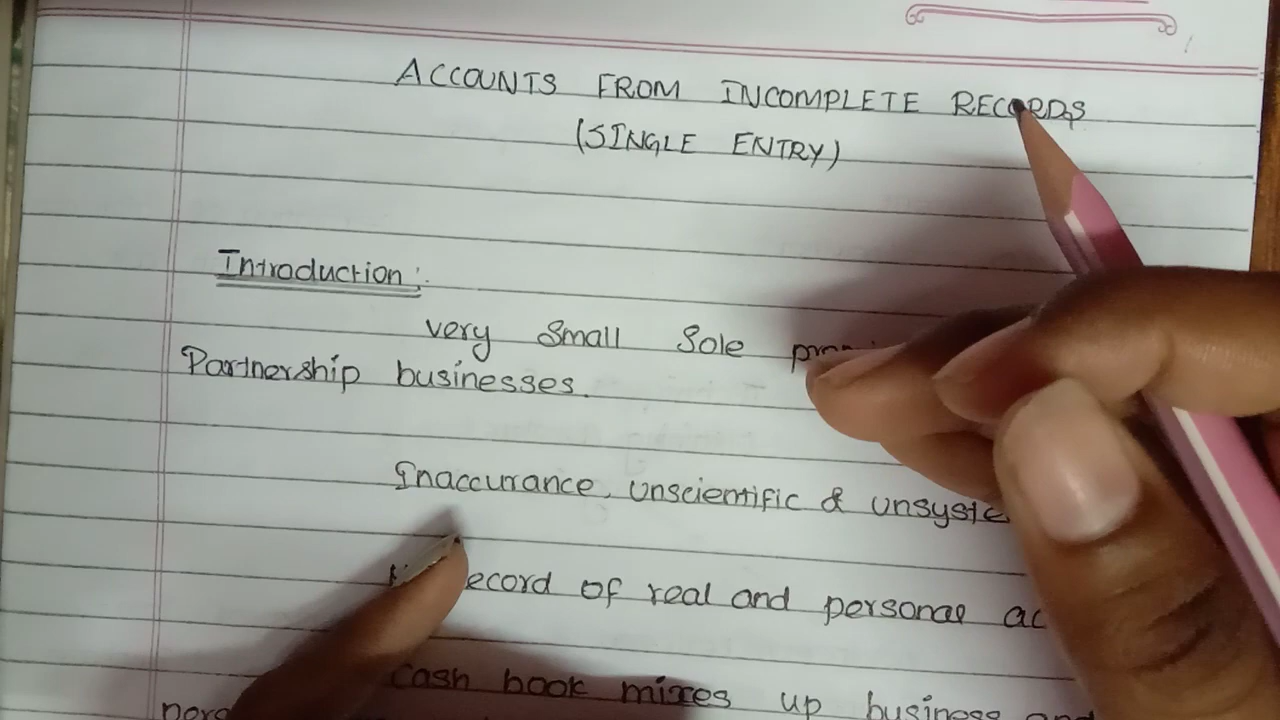 ACCOUNTS FROM INCOMPLETE RECORDS
(SINGLE ENTRY)
Introduction:
very Small Sole
Partnership businesses.
Inaccurance, Unscientific & unsyste
ecord of real and personal ac
Cash book mixes up business and